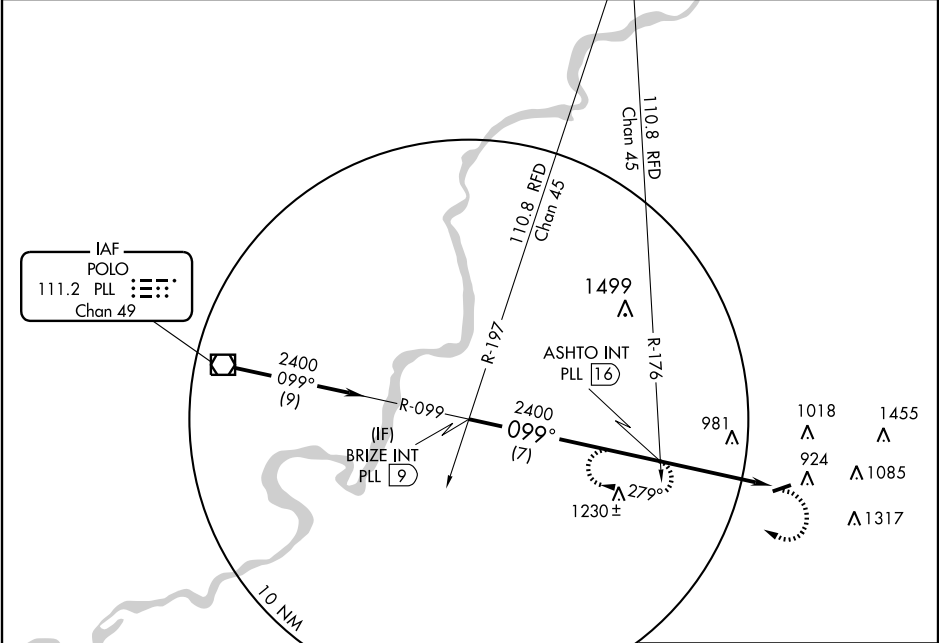 110.8 RFD
Chan 45
110.8 RFD
Chan 45
IAF
POLO
111.2 PLL
Chan 49
1499
R-197
R-176
ASHTO INT
PLL 16
2400
099°
(9)
R-099
2400
099°
(7)
(IF)
BRIZE INT
PLL 9
981
1018
1455
924
1085
279°
1230 ±
1317
10 NM